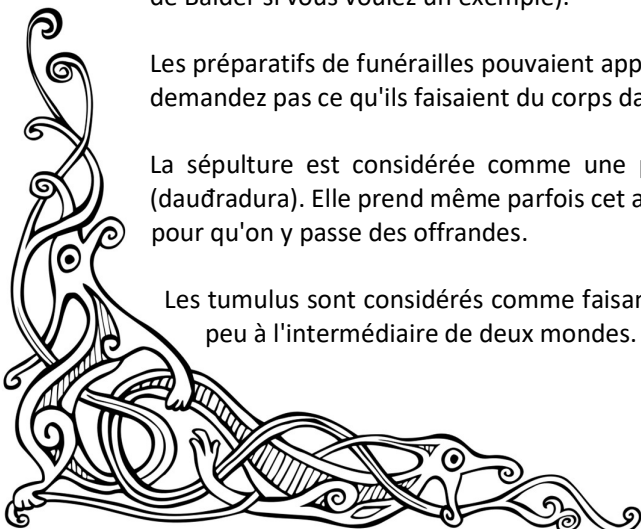 de Balder si vous voulez un exemple).
Les préparatifs de funérailles pouvaient app
demandez pas ce qu'ils faisaient du corps da
La sépulture est considérée comme une p
(dauđradura). Elle prend même parfois cet a
pour qu'on y passe des offrandes.
Les tumulus sont considérés comme faisan
peu à l'intermédiaire de deux mondes.